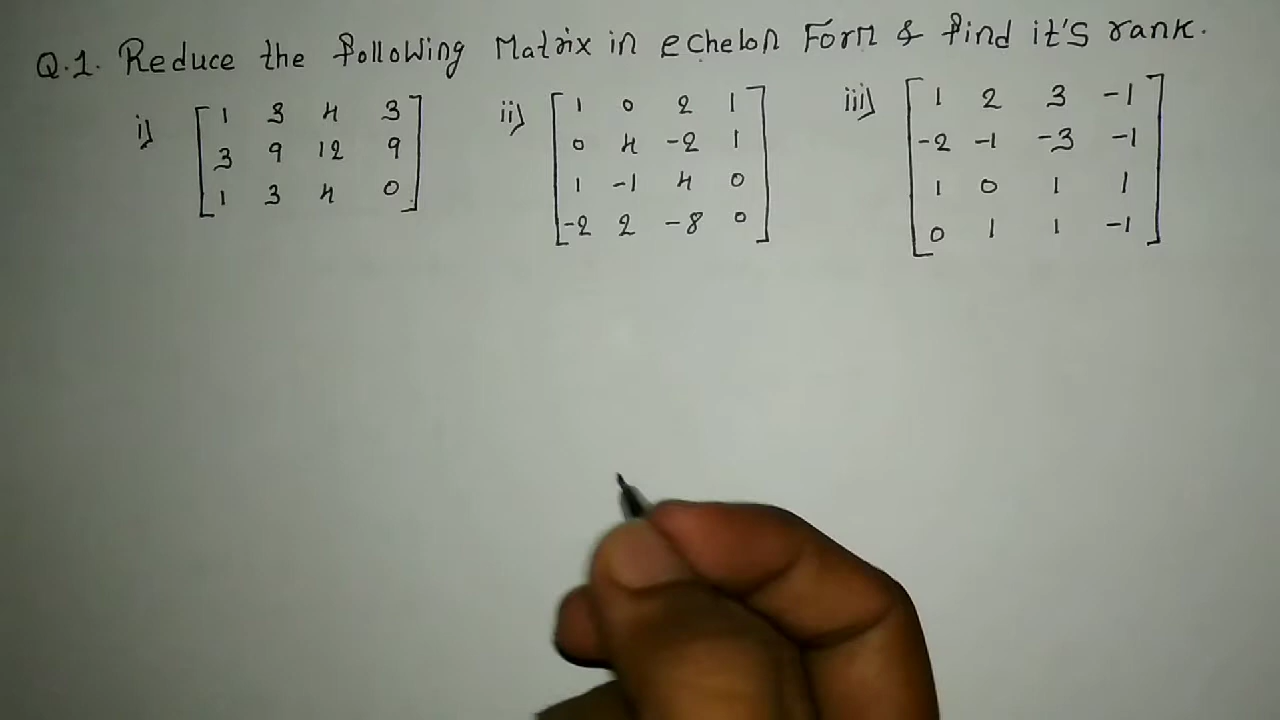 Q.1. Reduce the following Matrix in echelon Form & find it's rank.
i) [ 1 3 4 3 ii) [ 1 0 2 1 iii) [ 1 2 3 -1
3 9 12 9 0 4 -2 1 -2 -1 -3 -1
1 3 4 0 ] 1 -1 4 0 1 0 1 1
-2 2 -8 0 ] 0 1 1 -1 ]